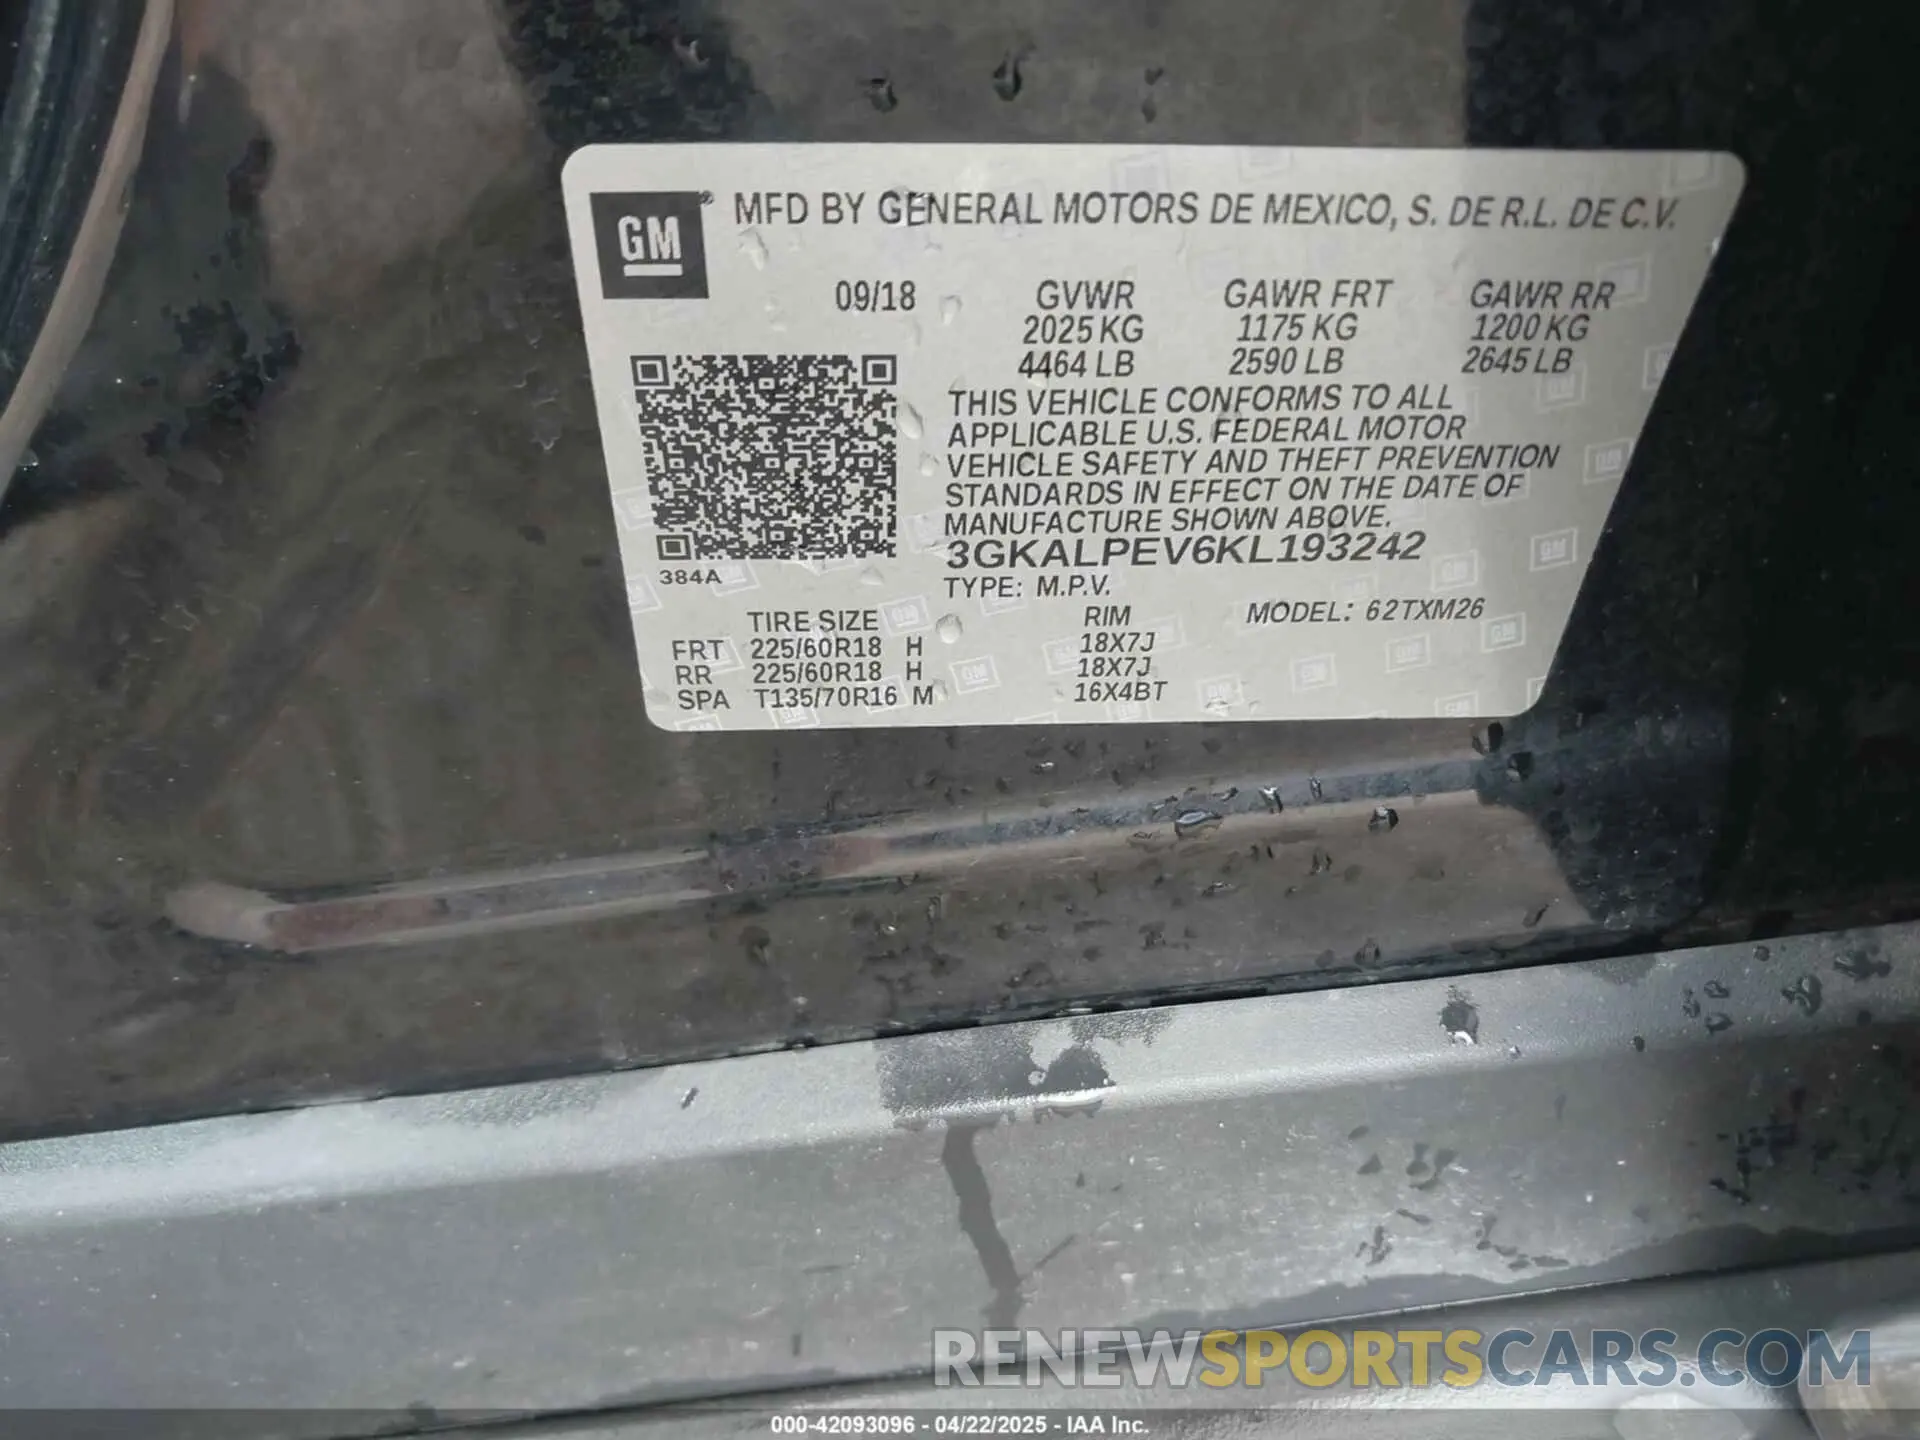 GM® MFD BY GENERAL MOTORS DE MEXICO, S. DE R.L. DE C.V.
09/18 GVWR GAWR FRT GAWR RR
2025 KG 1175 KG 1200 KG
4464 LB 2590 LB 2645 LB
THIS VEHICLE CONFORMS TO ALL
APPLICABLE U.S. FEDERAL MOTOR
VEHICLE SAFETY AND THEFT PREVENTION
STANDARDS IN EFFECT ON THE DATE OF
MANUFACTURE SHOWN ABOVE.
3GKALPEV6KL193242
384A
TYPE: M.P.V.
TIRE SIZE RIM MODEL: 62TXM26
FRT 225/60R18 H 18X7J
RR 225/60R18 H 18X7J
SPA T135/70R16 M 16X4BT
RENEWSPORTSCARS.COM
000-42093096 - 04/22/2025 - IAA Inc.